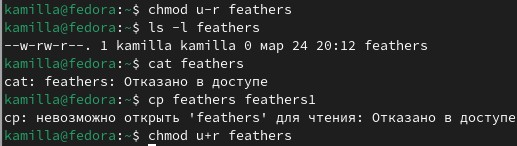 kamilla@fedora:~$ chmod u-r feathers
kamilla@fedora:~$ ls -l feathers
--w-rw-r--. 1 kamilla kamilla 0 мар 24 20:12 feathers
kamilla@fedora:~$ cat feathers
cat: feathers: Отказано в доступе
kamilla@fedora:~$ cp feathers feathers1
cp: невозможно открыть 'feathers' для чтения: Отказано в доступе
kamilla@fedora:~$ chmod u+r feathers